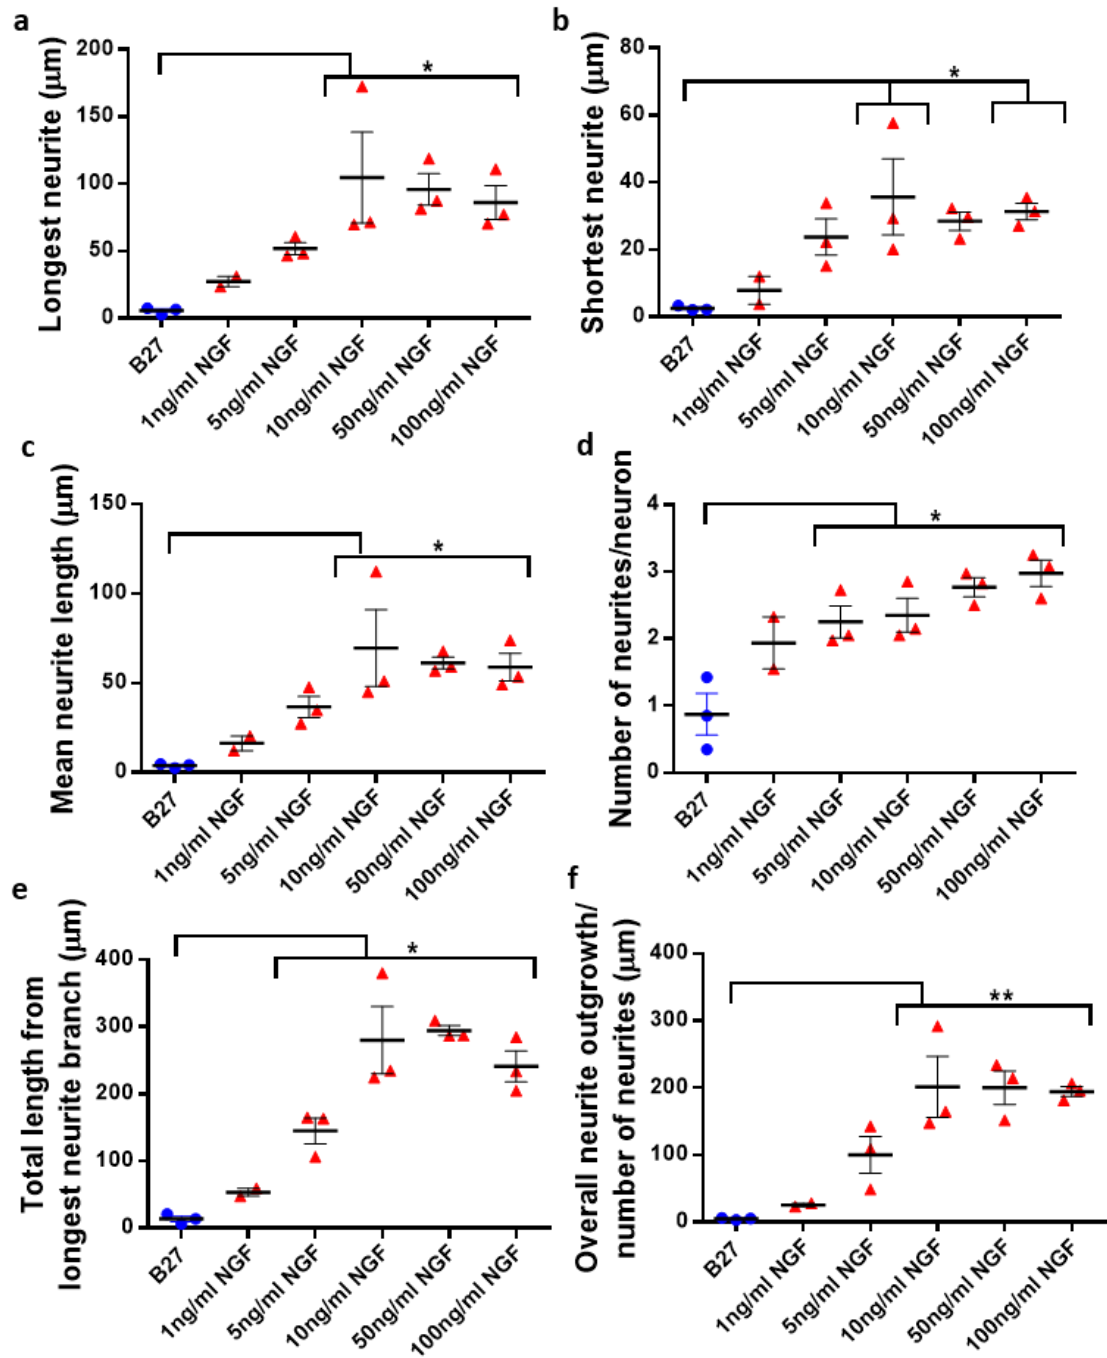 a
Longest neurite (μm)
200
150
100
50
0
*
B27
1ng/ml NGF
5ng/ml NGF
10ng/ml NGF
50ng/ml NGF
100ng/ml NGF
b
Shortest neurite (μm)
80
60
40
20
0
*
B27
1ng/ml NGF
5ng/ml NGF
10ng/ml NGF
50ng/ml NGF
100ng/ml NGF
c
Mean neurite length (μm)
150
100
50
0
*
B27
1ng/ml NGF
5ng/ml NGF
10ng/ml NGF
50ng/ml NGF
100ng/ml NGF
d
Number of neurites/neuron
4
3
2
1
0
*
B27
1ng/ml NGF
5ng/ml NGF
10ng/ml NGF
50ng/ml NGF
100ng/ml NGF
e
Total length from
longest neurite branch (μm)
400
300
200
100
0
*
B27
1ng/ml NGF
5ng/ml NGF
10ng/ml NGF
50ng/ml NGF
100ng/ml NGF
f
Overall neurite outgrowth/
number of neurites (μm)
400
300
200
100
0
**
B27
1ng/ml NGF
5ng/ml NGF
10ng/ml NGF
50ng/ml NGF
100ng/ml NGF